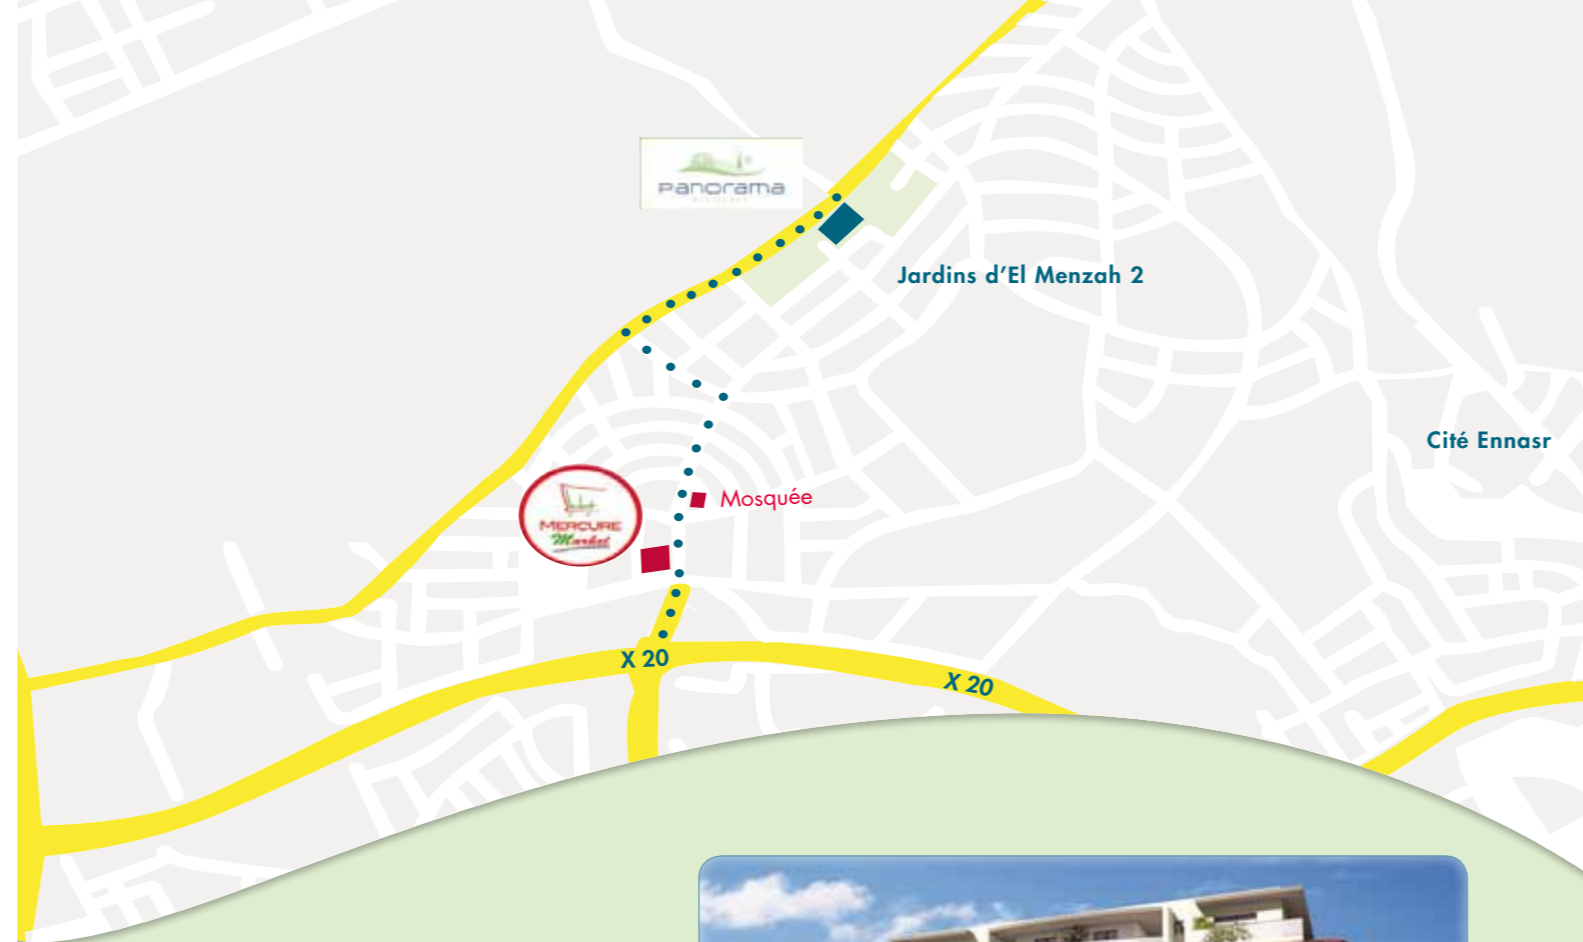 panorama
Jardins d'El Menzah 2
Cité Ennasr
Mosquée
MERCURE
Market
X 20
X 20